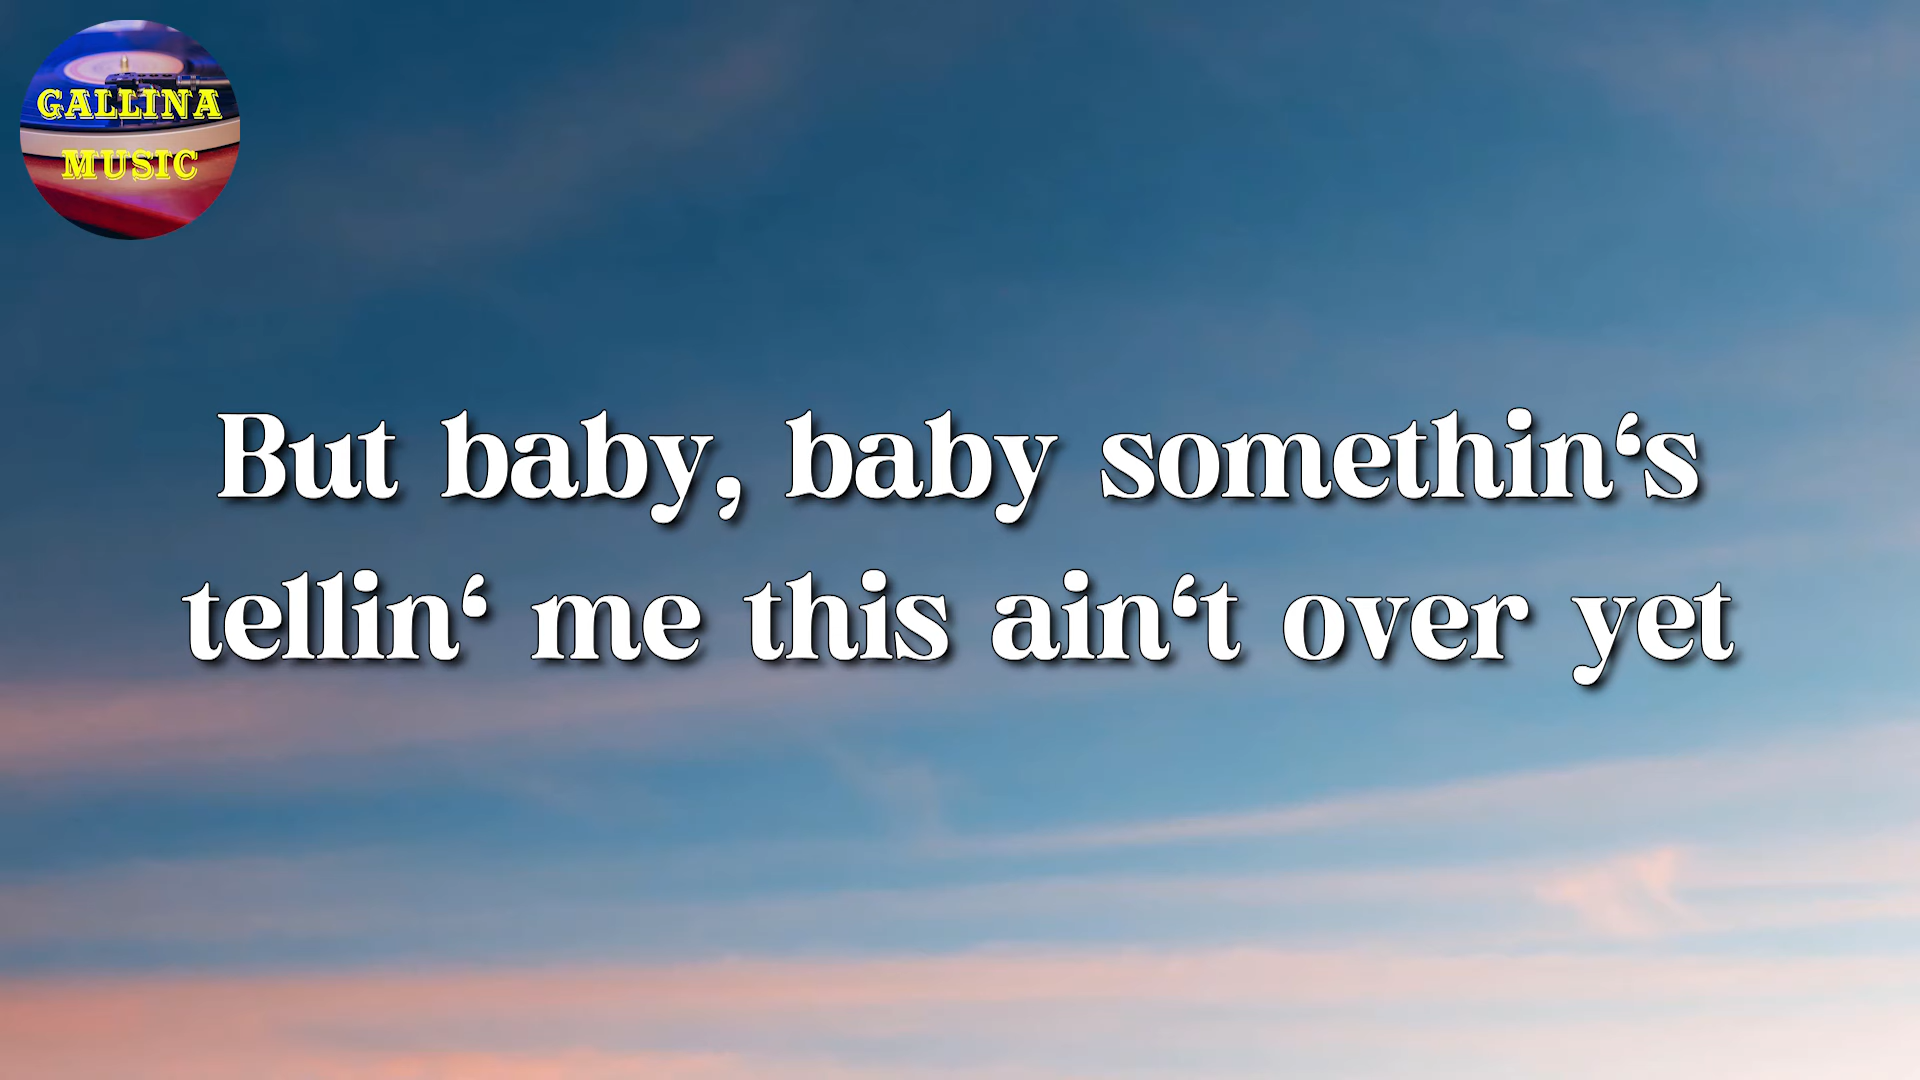 GALLINA
MUSIC
But baby, baby somethin‘s
tellin‘ me this ain‘t over yet